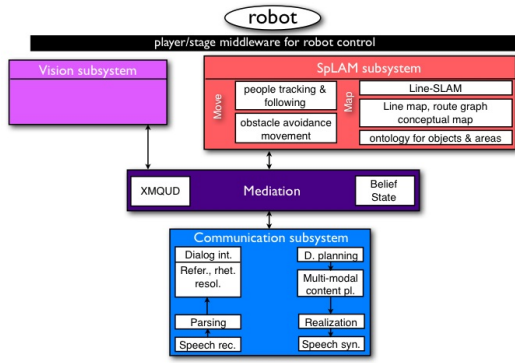 robot
player/stage middleware for robot control
Vision subsystem
SpLAM subsystem
Move
people tracking &
following
obstacle avoidance
movement
Map
Line-SLAM
Line map, route graph
conceptual map
ontology for objects & areas
XMQUD
Mediation
Belief
State
Communication subsystem
Dialog int.
Refer., rhet.
resol.
Parsing
Speech rec.
D. planning
Multi-modal
content pl.
Realization
Speech syn.